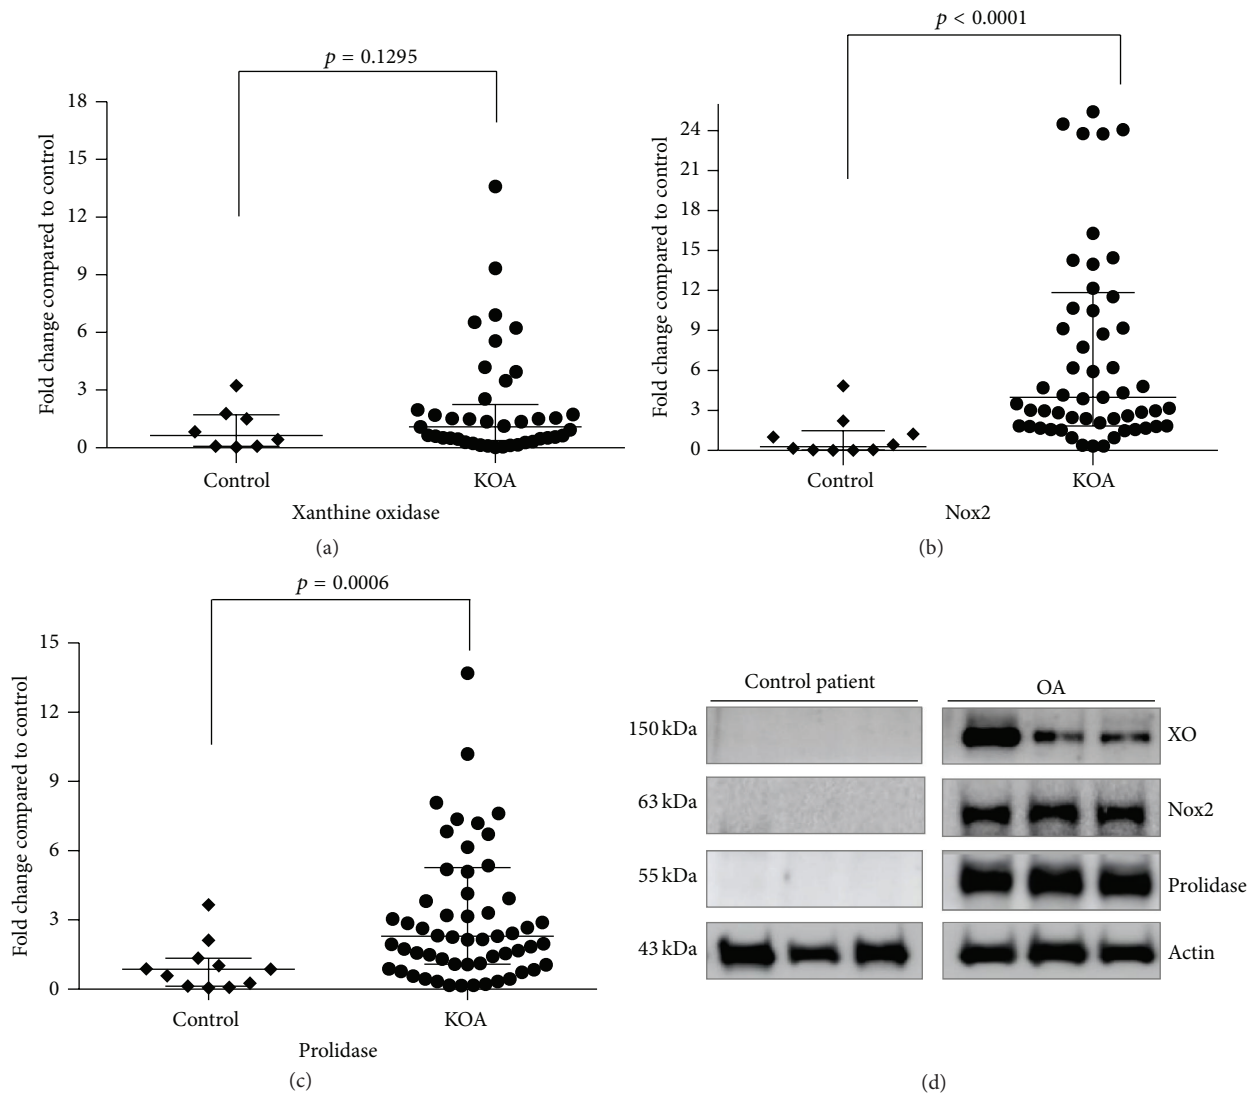 p = 0.1295
Fold change compared to control
18
15
12
9
6
3
0
Control KOA
Xanthine oxidase
(a)
p < 0.0001
Fold change compared to control
24
21
18
15
12
9
6
3
0
Control KOA
Nox2
(b)
p = 0.0006
Fold change compared to control
15
12
9
6
3
0
Control KOA
Prolidase
(c)
Control patient OA
150 kDa XO
63 kDa Nox2
55 kDa Prolidase
43 kDa Actin
(d)